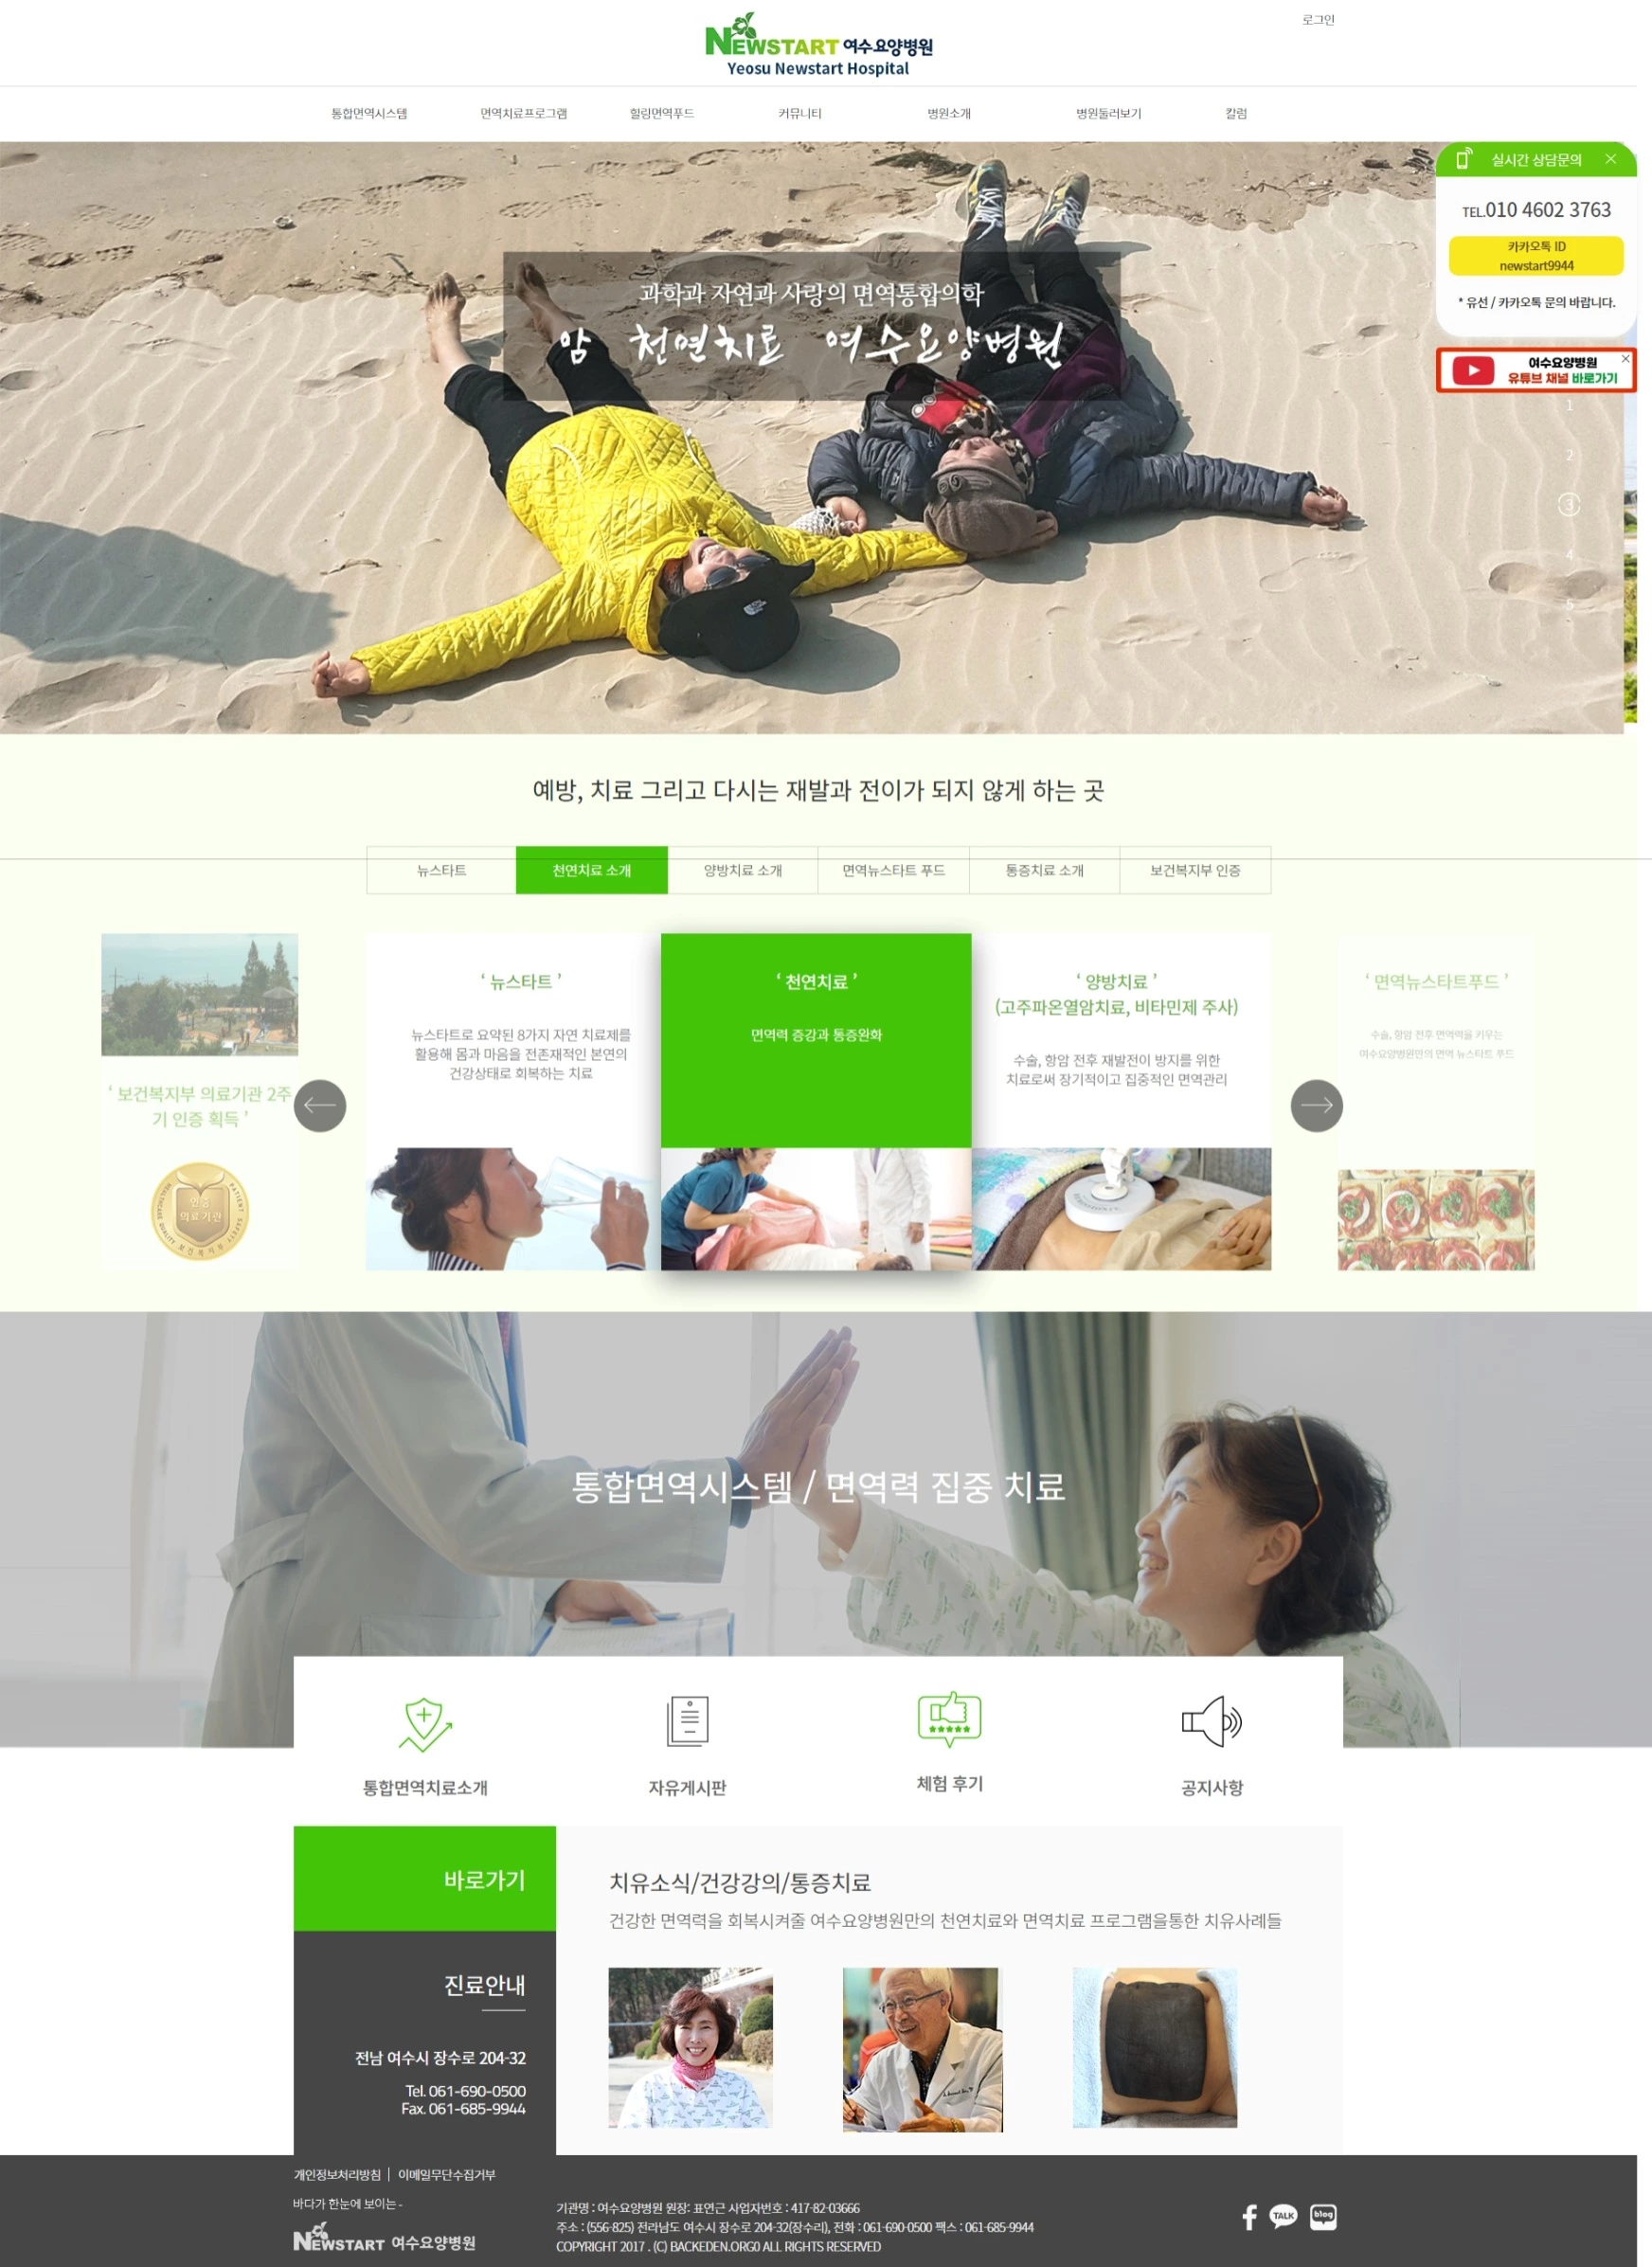 로그인
NEWSTART 여수요양병원
Yeosu Newstart Hospital
통합면역시스템 면역치료프로그램 힐링면역푸드 커뮤니티 병원소개 병원둘러보기 칼럼
실시간 상담문의
TEL.010 4602 3763
카카오톡 ID
newstart9944
* 유선 / 카카오톡 문의 바랍니다.
여수요양병원
유튜브 채널 바로가기
과학과 자연과 사랑의 면역통합의학
암 천연치료 여수요양병원
1
2
3
4
5
예방, 치료 그리고 다시는 재발과 전이가 되지 않게 하는 곳
뉴스타트 천연치료 소개 양방치료 소개 면역뉴스타트 푸드 통증치료 소개 보건복지부 인증
‘ 보건복지부 의료기관 2주
기 인증 획득 ’
인증
의료기관
HEALTHCARE QUALITY PATIENT SAFETY
보건복지부
‘ 뉴스타트 ’
뉴스타트로 요약된 8가지 자연 치료제를
활용해 몸과 마음을 전존재적인 본연의
건강상태로 회복하는 치료
‘ 천연치료 ’
면역력 증강과 통증완화
‘ 양방치료 ’
(고주파온열암치료, 비타민제 주사)
수술, 항암 전후 재발전이 방지를 위한
치료로써 장기적이고 집중적인 면역관리
‘ 면역뉴스타트푸드 ’
수술, 항암 전후 면역력을 키우는
여수요양병원만의 면역 뉴스타트 푸드
통합면역시스템 / 면역력 집중 치료
통합면역치료소개 자유게시판 체험 후기 공지사항
바로가기
진료안내
전남 여수시 장수로 204-32
Tel. 061-690-0500
Fax. 061-685-9944
치유소식/건강강의/통증치료
건강한 면역력을 회복시켜줄 여수요양병원만의 천연치료와 면역치료 프로그램을통한 치유사례들
개인정보처리방침 | 이메일무단수집거부
바다가 한눈에 보이는 -
NEWSTART 여수요양병원
기관명 : 여수요양병원 원장: 표연근 사업자번호 : 417-82-03666
주소 : (556-825) 전라남도 여수시 장수로 204-32(장수리), 전화 : 061-690-0500 팩스 : 061-685-9944
COPYRIGHT 2017 . (C) BACKEDEN.ORG0 ALL RIGHTS RESERVED
f TALK blog